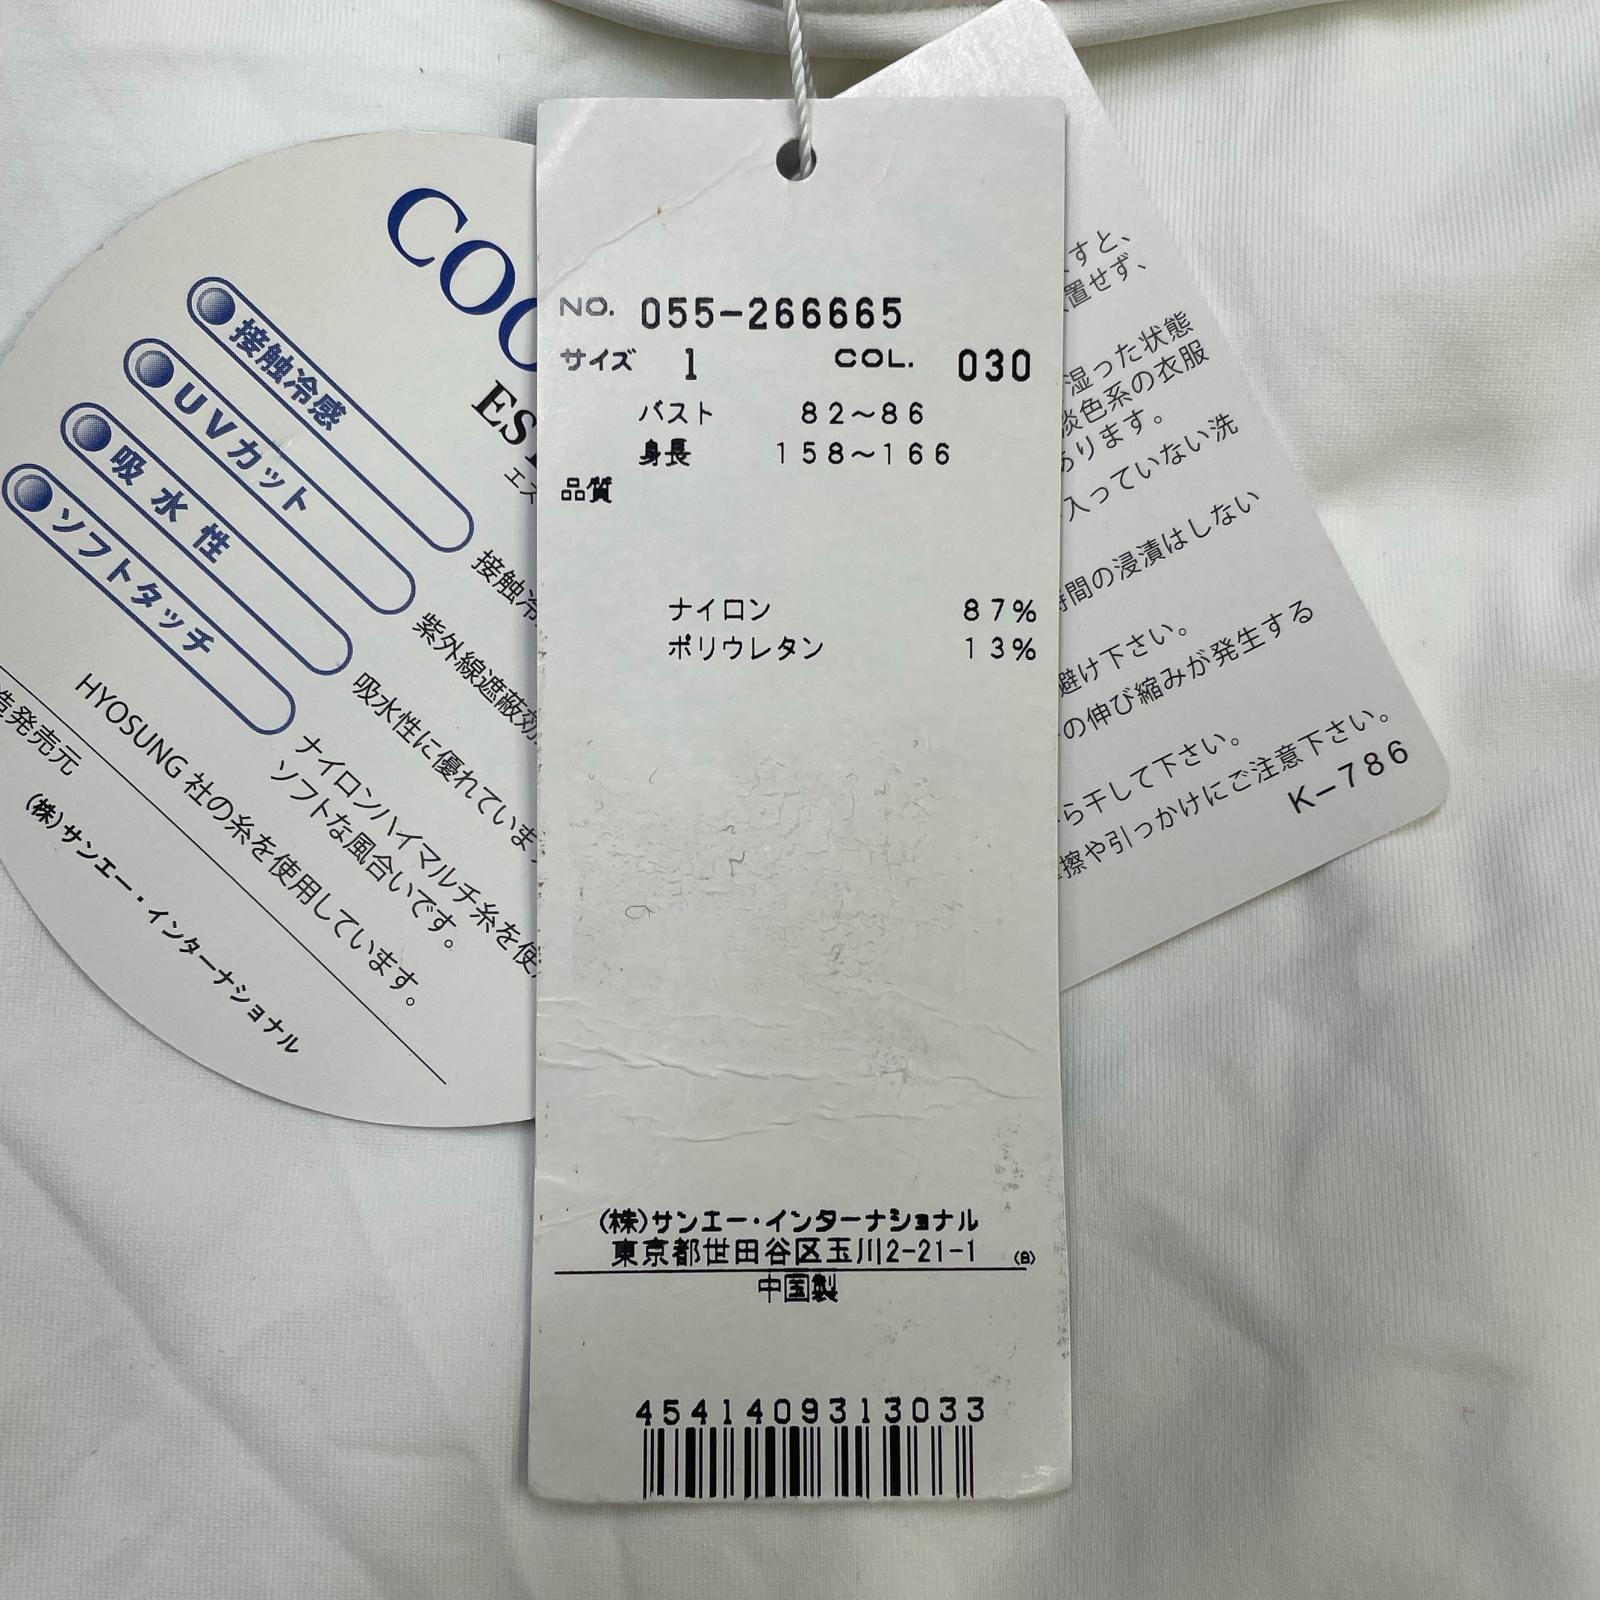 NO. 055-266665
サイズ 1 COL. 030
バスト 82～86
身長 158～166
品質
ナイロン 87%
ポリウレタン 13%
(株)サンエー・インターナショナル
東京都世田谷区玉川2-21-1 (B)
中国製
4541409313033
接触冷感
UVカット
吸水性
ソフトタッチ
接触冷
紫外線遮蔽効
吸水性に優れていま
ナイロンハイマルチ糸を使
ソフトな風合いです。
HYOSUNG 社の糸を使用しています。
造発売元
(株)サンエー・インターナショナル
すと、
置せず、
湿った状態
淡色系の衣服
あります。
入っていない洗
時間の浸漬はしない
避け下さい。
の伸び縮みが発生する
ら干して下さい。
擦や引っかけにご注意下さい。
K-786